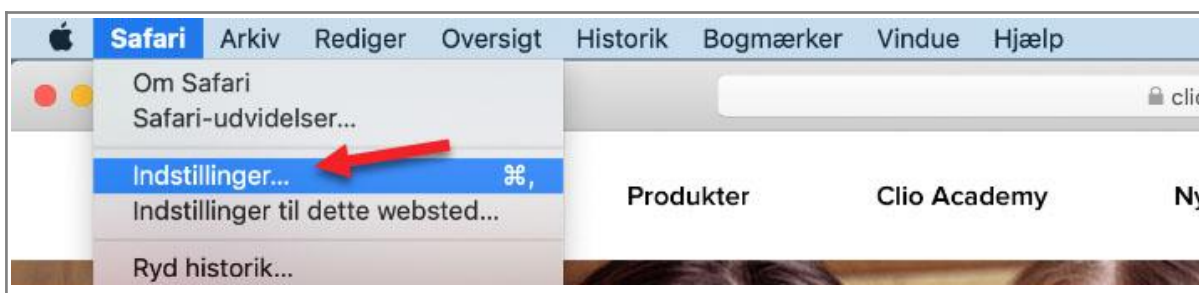 Safari Arkiv Rediger Oversigt Historik Bogmærker Vindue Hjælp
Om Safari
Safari-udvidelser...
Indstillinger... ⌘,
Indstillinger til dette websted...
Ryd historik...
Produkter Clio Academy